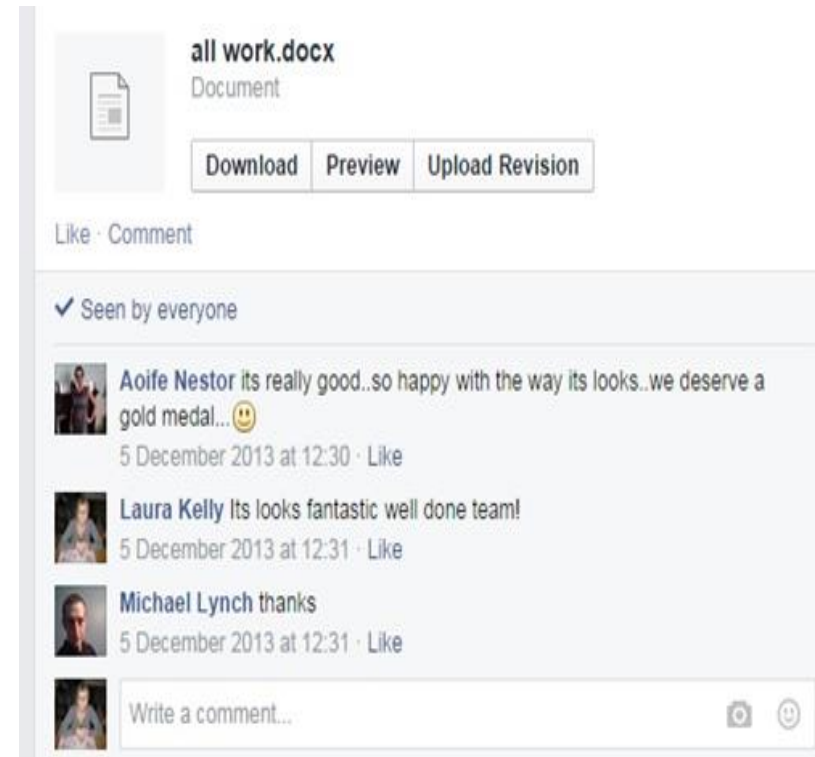 all work.docx
Document
Download Preview Upload Revision
Like · Comment
Seen by everyone
Aoife Nestor its really good..so happy with the way its looks..we deserve a
gold medal...
5 December 2013 at 12:30 · Like
Laura Kelly Its looks fantastic well done team!
5 December 2013 at 12:31 · Like
Michael Lynch thanks
5 December 2013 at 12:31 · Like
Write a comment...